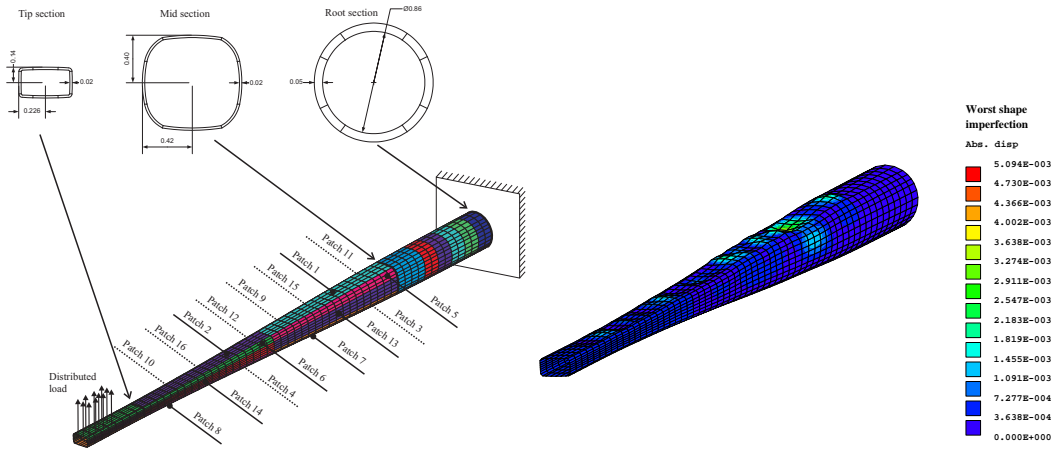 Tip section
Mid section
Root section
Ø0.86
0.14
0.02
0.226
0.40
0.02
0.42
0.05
Patch 11
Patch 1
Patch 15
Patch 9
Patch 12
Patch 2
Patch 16
Patch 10
Patch 5
Patch 3
Patch 13
Patch 7
Patch 6
Patch 4
Patch 14
Patch 8
Distributed
load
Worst shape
imperfection
Abs. disp
5.094E-003
4.730E-003
4.366E-003
4.002E-003
3.638E-003
3.274E-003
2.911E-003
2.547E-003
2.183E-003
1.819E-003
1.455E-003
1.091E-003
7.277E-004
3.638E-004
0.000E+000